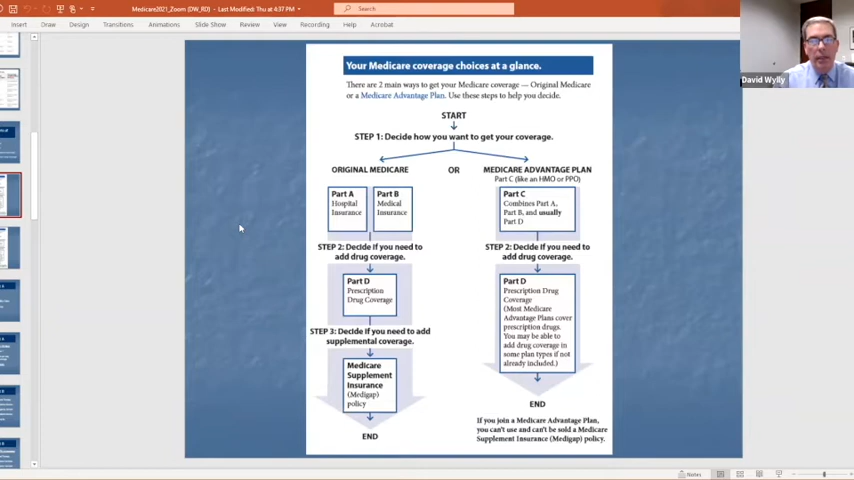 Medicare2021_Zoom (DW_RD) - Last Modified: Thu at 4:37 PM
Search
Insert
Draw
Design
Transitions
Animations
Slide Show
Review
View
Recording
Help
Acrobat
David Wylly
Your Medicare coverage choices at a glance.
There are 2 main ways to get your Medicare coverage — Original Medicare
or a Medicare Advantage Plan. Use these steps to help you decide.
START
STEP 1: Decide how you want to get your coverage.
ORIGINAL MEDICARE
OR
MEDICARE ADVANTAGE PLAN
Part C (like an HMO or PPO)
Part A
Hospital
Insurance
Part B
Medical
Insurance
Part C
Combines Part A,
Part B, and usually
Part D
STEP 2: Decide if you need to
add drug coverage.
STEP 2: Decide if you need to
add drug coverage.
Part D
Prescription
Drug Coverage
Part D
Prescription Drug
Coverage
(Most Medicare
Advantage Plans cover
prescription drugs.
You may be able to
add drug coverage in
some plan types if not
already included.)
STEP 3: Decide if you need to add
supplemental coverage.
Medicare
Supplement
Insurance
(Medigap)
policy
END
END
If you join a Medicare Advantage Plan,
you can't use and can't be sold a Medicare
Supplement Insurance (Medigap) policy.
Notes